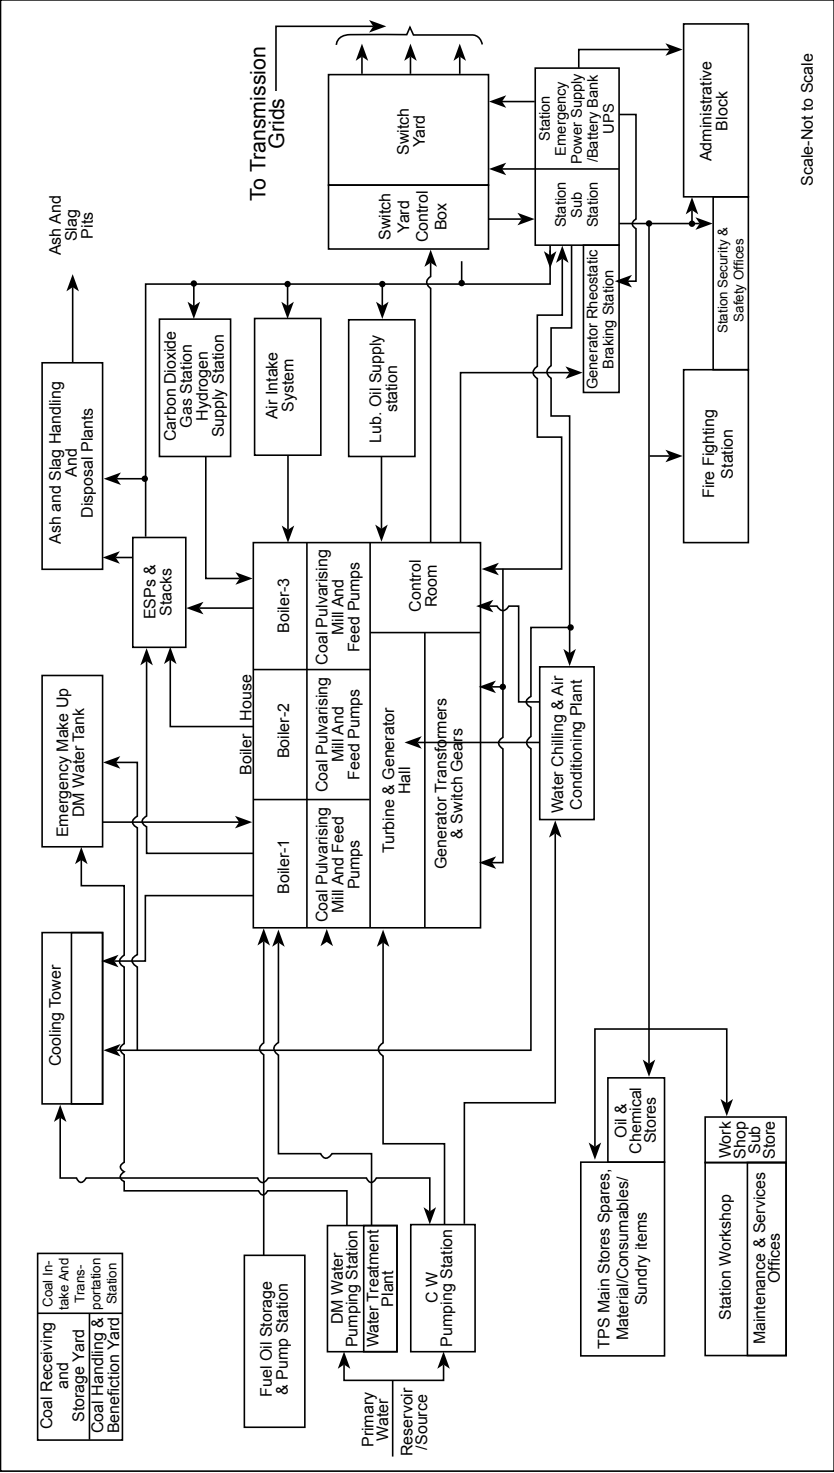 Coal Receiving
and
Storage Yard
Coal In-
take And
Trans-
portation
Station
Coal Handling &
Benefiction Yard
Cooling Tower
Emergency Make Up
DM Water Tank
Ash and Slag Handling
And
Disposal Plants
Ash And
Slag
Pits
ESPs &
Stacks
Carbon Dioxide
Gas Station
Hydrogen
Supply Station
Air Intake
System
Lub. Oil Supply
station
To Transmission
Grids
Switch
Yard
Switch
Yard
Control
Box
Fuel Oil Storage
& Pump Station
Boiler House
Boiler-1
Boiler-2
Boiler-3
Coal Pulvarising
Mill And Feed
Pumps
Coal Pulvarising
Mill And
Feed Pumps
Coal Pulvarising
Mill And
Feed Pumps
Turbine & Generator
Hall
Control
Room
Generator Transformers
& Switch Gears
Primary
Water
Reservoir
/Source
DM Water
Pumping Station
Water Treatment
Plant
C W
Pumping Station
Water Chilling & Air
Conditioning Plant
Station
Emergency
Power Supply
/Battery Bank
UPS
Station
Sub
Station
Generator Rheostatic
Braking Station
TPS Main Stores Spares,
Material/Consumables/
Sundry items
Oil &
Chemical
Stores
Station Workshop
Work
Shop
Sub
Store
Maintenance & Services
Offices
Fire Fighting
Station
Station Security &
Safety Offices
Administrative
Block
Scale-Not to Scale